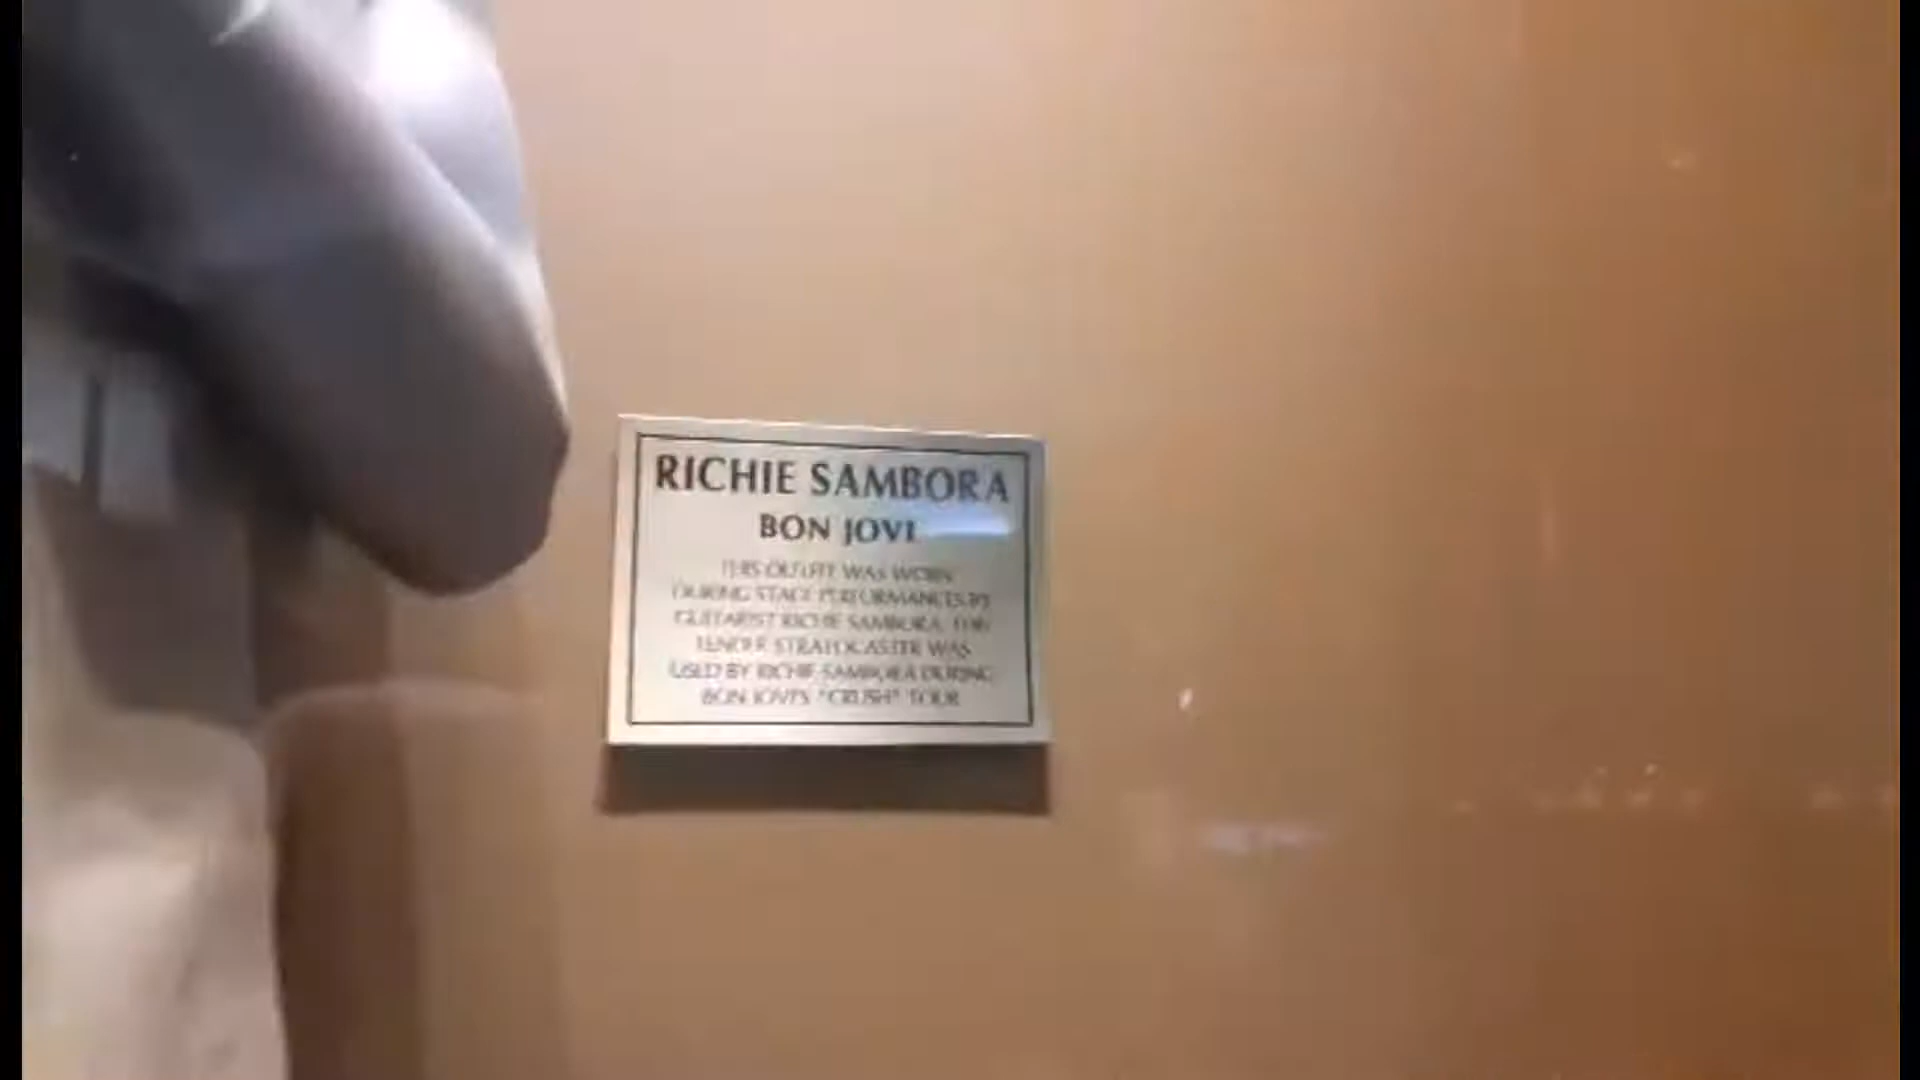 RICHIE SAMBORA
BON JOVI
THIS OUTFIT WAS WORN
DURING STAGE PERFORMANCES BY
GUITARIST RICHIE SAMBORA. THE
FENDER STRATOCASTER WAS
USED BY RICHIE SAMBORA DURING
BON JOVI'S "CRUSH" TOUR